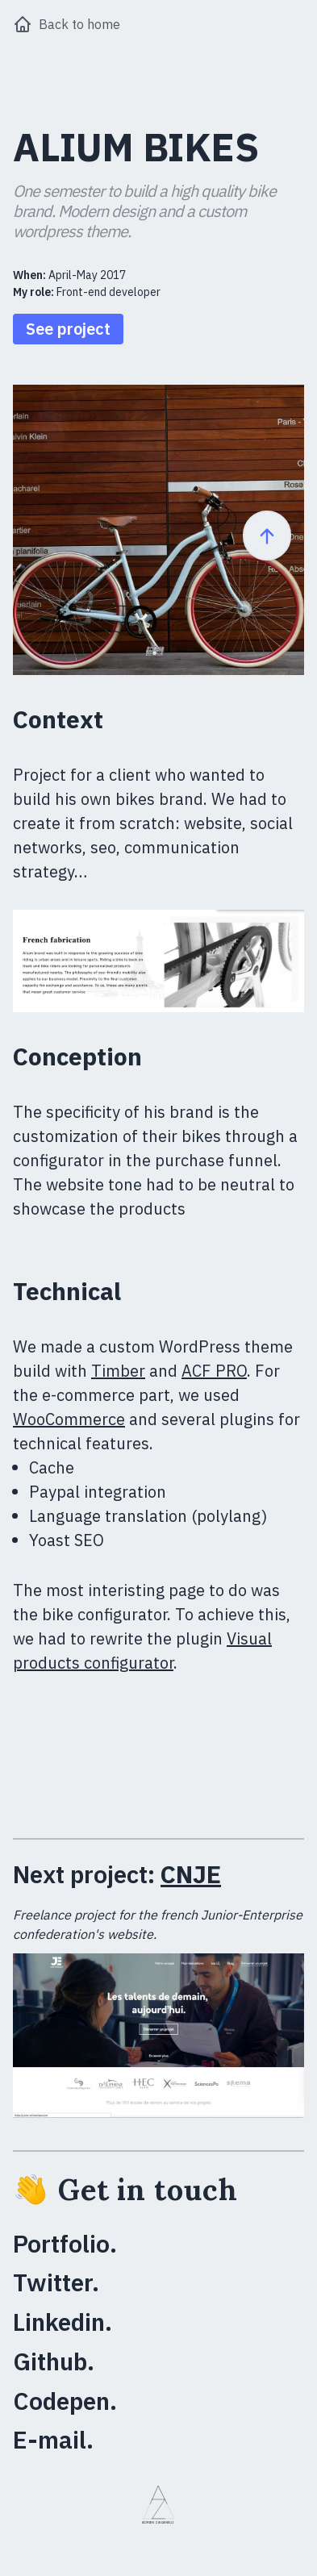 Back to home
ALIUM BIKES
One semester to build a high quality bike
brand. Modern design and a custom
wordpress theme.
When: April-May 2017
My role: Front-end developer
See project
Paris -
Calvin Klein
planifolia
Context
Project for a client who wanted to
build his own bikes brand. We had to
create it from scratch: website, social
networks, seo, communication
strategy...
French fabrication
Conception
The specificity of his brand is the
customization of their bikes through a
configurator in the purchase funnel.
The website tone had to be neutral to
showcase the products
Technical
We made a custom WordPress theme
build with Timber and ACF PRO. For
the e-commerce part, we used
WooCommerce and several plugins for
technical features.
Cache
Paypal integration
Language translation (polylang)
Yoast SEO
The most interisting page to do was
the bike configurator. To achieve this,
we had to rewrite the plugin Visual
products configurator.
Next project: CNJE
Freelance project for the french Junior-Enterprise
confederation's website.
JE
Les talents de demain,
aujourd'hui.
HEC
SciencesPo
👋 Get in touch
Portfolio.
Twitter.
Linkedin.
Github.
Codepen.
E-mail.